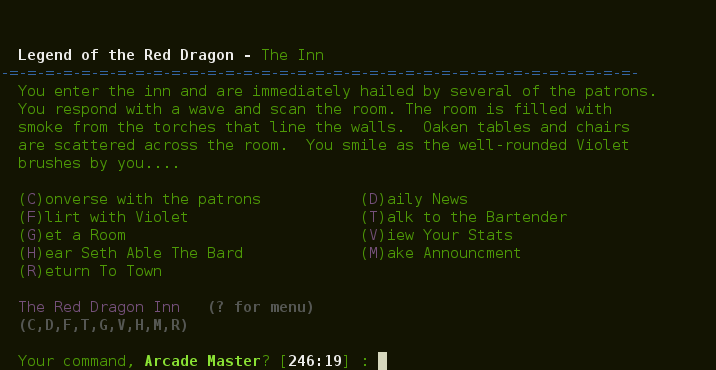 Legend of the Red Dragon - The Inn
-=-=-=-=-=-=-=-=-=-=-=-=-=-=-=-=-=-=-=-=-=-=-=-=-=-=-=-=-=-=-=-=-=-=-=-
You enter the inn and are immediately hailed by several of the patrons.
You respond with a wave and scan the room. The room is filled with
smoke from the torches that line the walls.  Oaken tables and chairs
are scattered across the room.  You smile as the well-rounded Violet
brushes by you....
(C)onverse with the patrons (D)aily News
(F)lirt with Violet (T)alk to the Bartender
(G)et a Room (V)iew Your Stats
(H)ear Seth Able The Bard (M)ake Announcment
(R)eturn To Town
The Red Dragon Inn (? for menu)
(C,D,F,T,G,V,H,M,R)
Your command, Arcade Master? [246:19] :